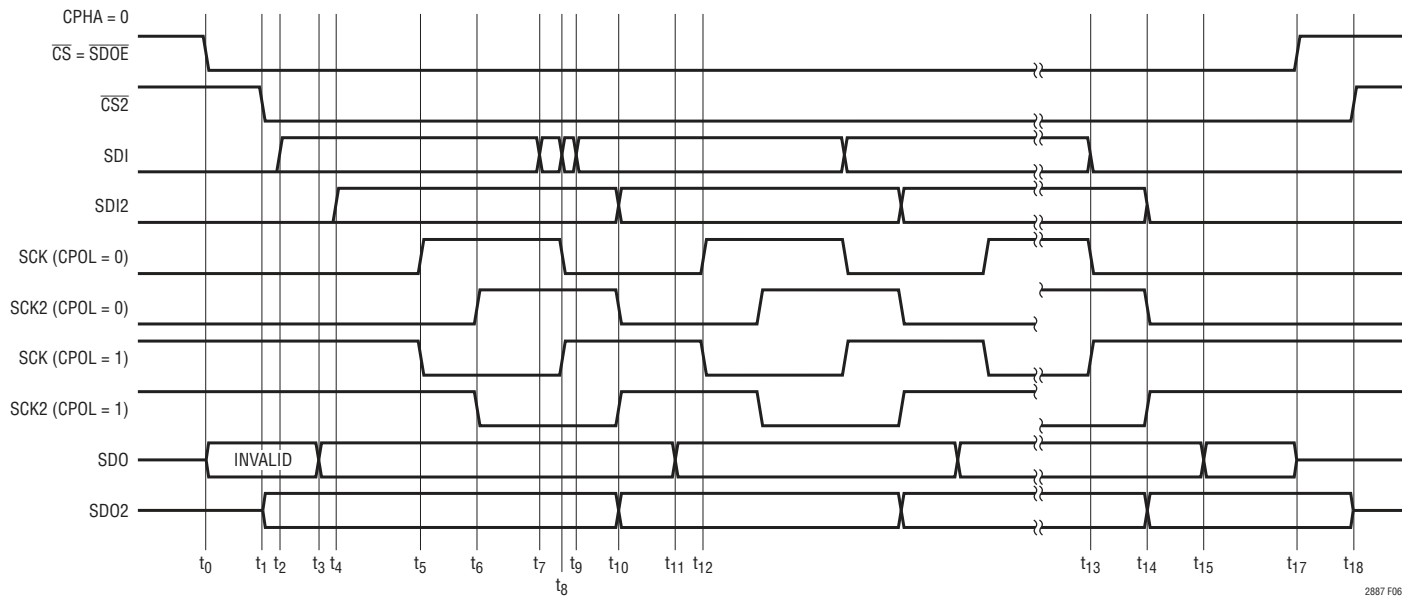 CPHA = 0
CS = SDOE
CS2
SDI
SDI2
SCK (CPOL = 0)
SCK2 (CPOL = 0)
SCK (CPOL = 1)
SCK2 (CPOL = 1)
SDO
INVALID
SDO2
t0 t1 t2 t3 t4 t5 t6 t7 t8 t9 t10 t11 t12 t13 t14 t15 t17 t18
2887 F06